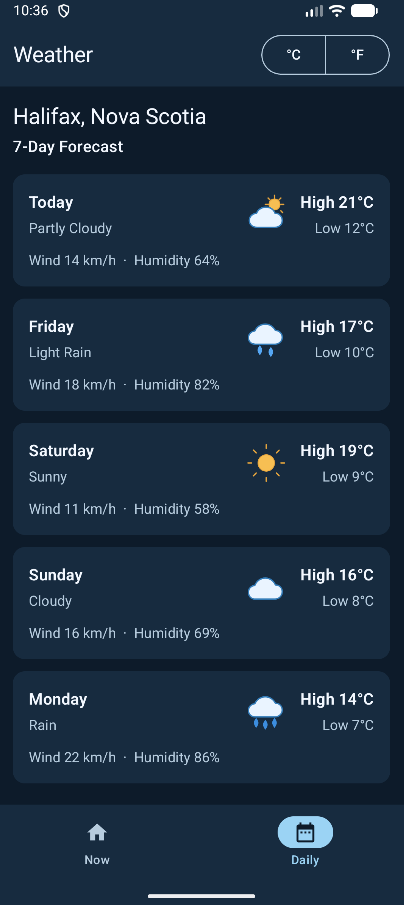 10:36
Weather
°C
°F
Halifax, Nova Scotia
7-Day Forecast
Today
High 21°C
Partly Cloudy
Low 12°C
Wind 14 km/h · Humidity 64%
Friday
High 17°C
Light Rain
Low 10°C
Wind 18 km/h · Humidity 82%
Saturday
High 19°C
Sunny
Low 9°C
Wind 11 km/h · Humidity 58%
Sunday
High 16°C
Cloudy
Low 8°C
Wind 16 km/h · Humidity 69%
Monday
High 14°C
Rain
Low 7°C
Wind 22 km/h · Humidity 86%
Now
Daily